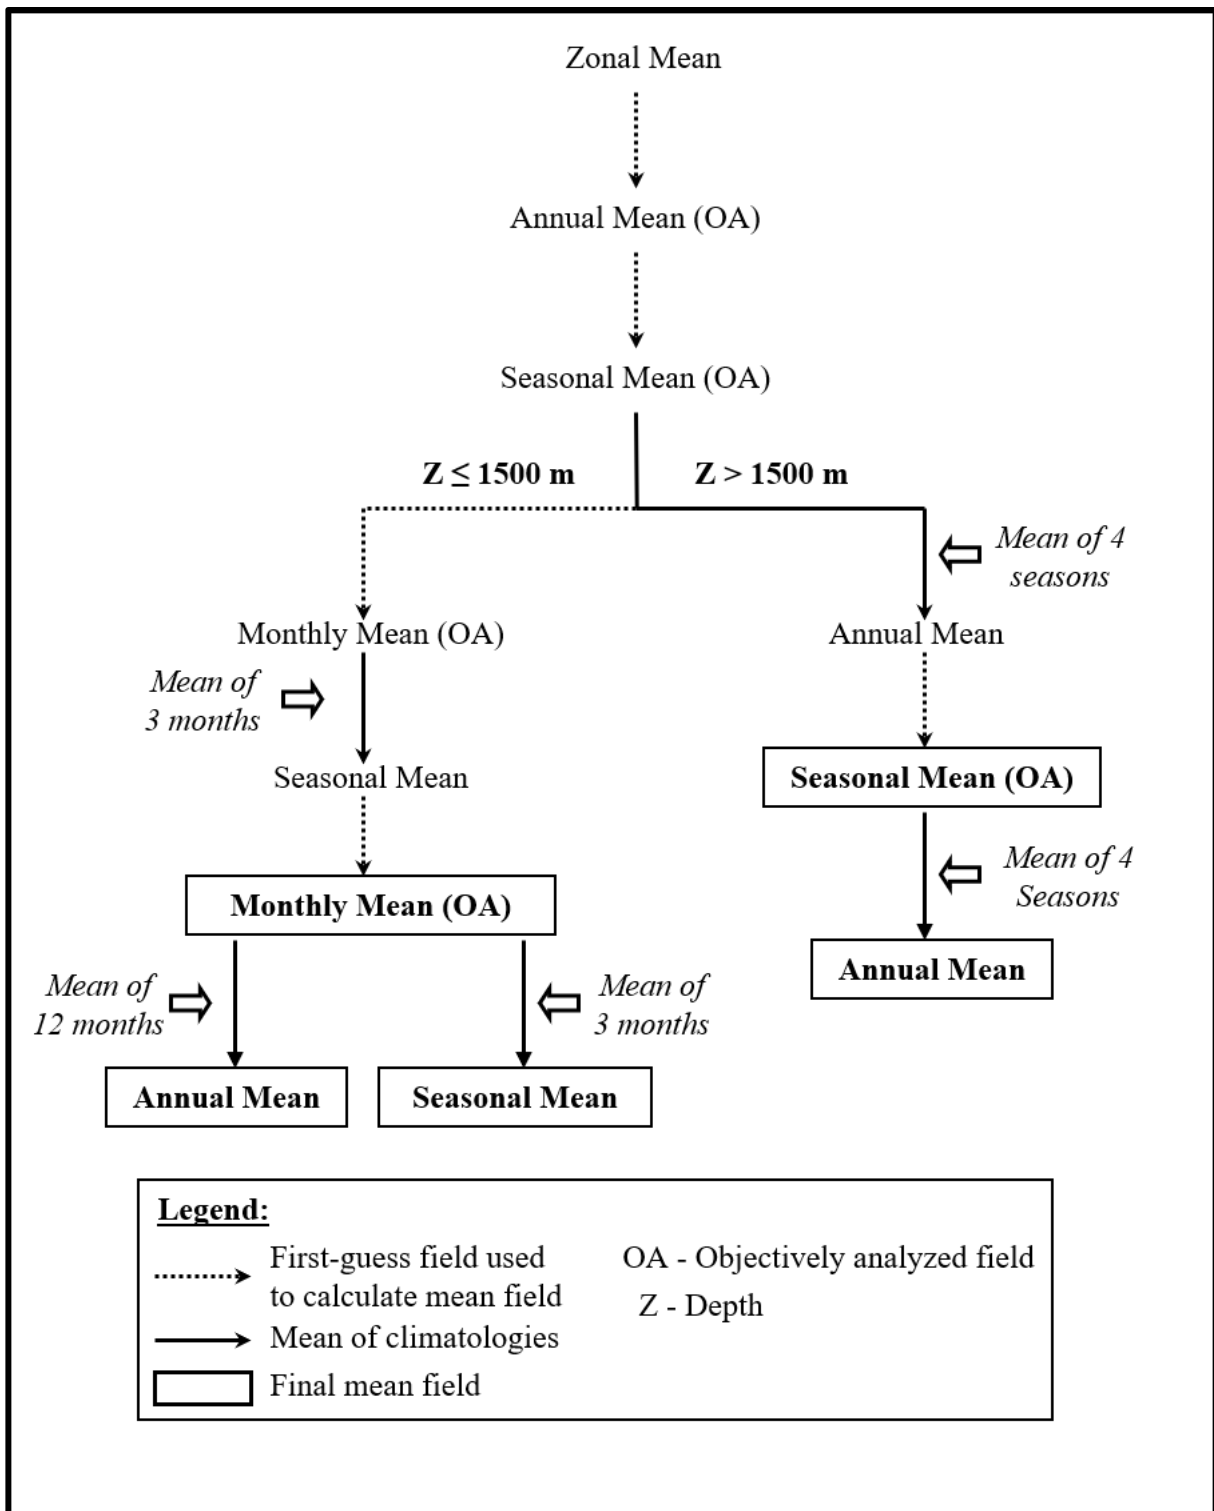 Zonal Mean
Annual Mean (OA)
Seasonal Mean (OA)
Z ≤ 1500 m
Z > 1500 m
Mean of 4
seasons
Monthly Mean (OA)
Annual Mean
Mean of
3 months
Seasonal Mean
Seasonal Mean (OA)
Mean of 4
Seasons
Monthly Mean (OA)
Annual Mean
Mean of
12 months
Mean of
3 months
Annual Mean
Seasonal Mean
Legend:
First-guess field used
to calculate mean field
Mean of climatologies
Final mean field
OA - Objectively analyzed field
Z - Depth